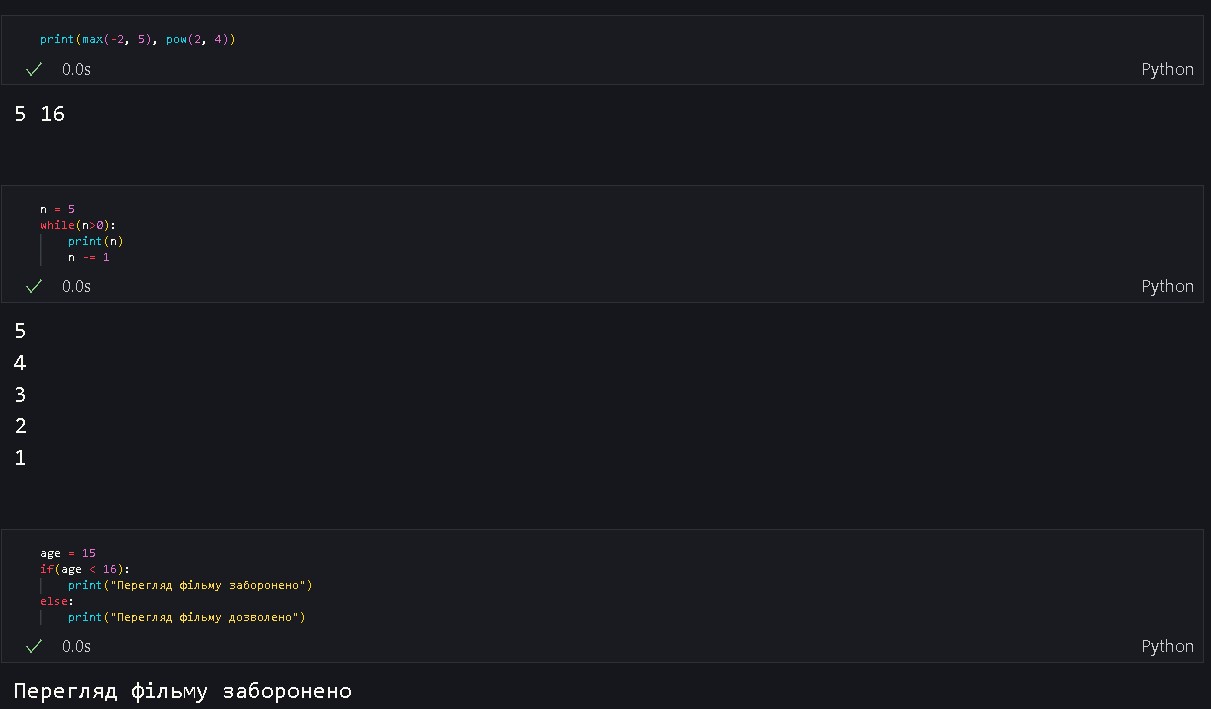 print(max(-2, 5), pow(2, 4))
0.0s
Python
5 16
n = 5
while(n>0):
print(n)
n -= 1
0.0s
Python
5
4
3
2
1
age = 15
if(age < 16):
print("Перегляд фільму заборонено")
else:
print("Перегляд фільму дозволено")
0.0s
Python
Перегляд фільму заборонено